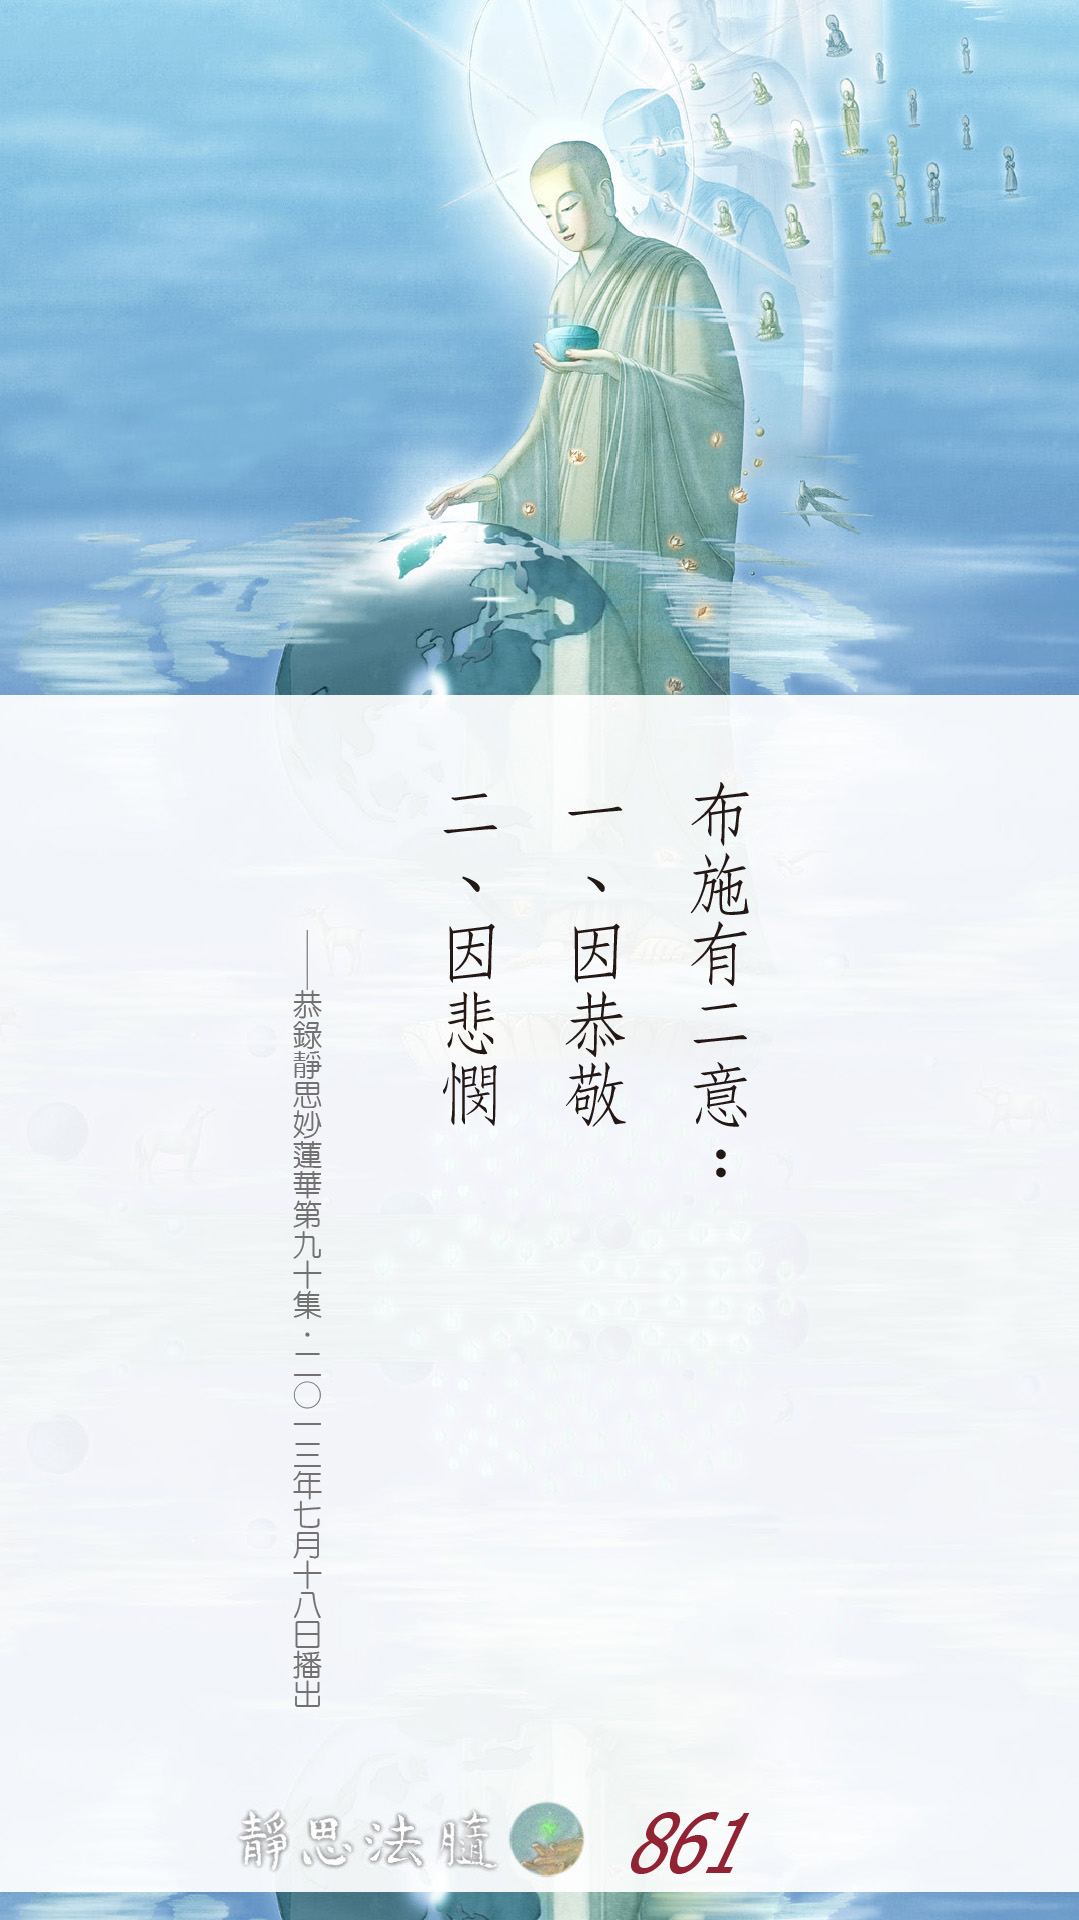 布施有二意：
一、因恭敬
二、因悲憫
——恭錄靜思妙蓮華第九十集．二〇一三年七月十八日播出
靜思法髓
861